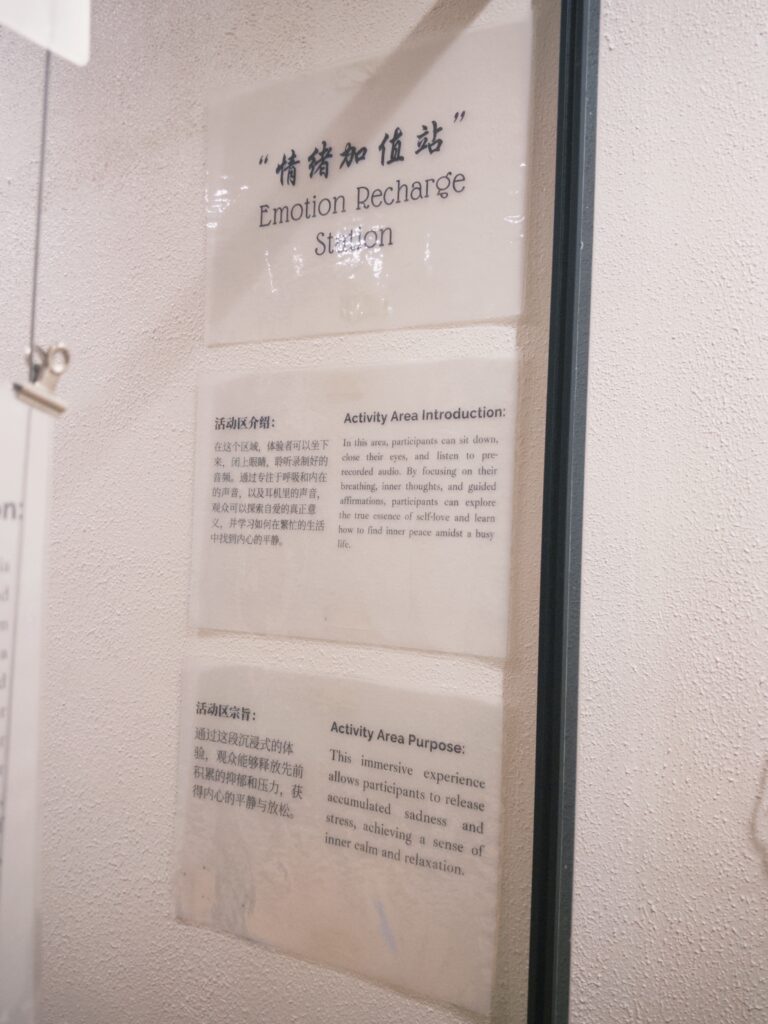 “情绪加值站”
Emotion Recharge
Station
活动区介绍：
在这个区域，体验者可以坐下
来，闭上眼睛，聆听录制好的
音频。通过专注于呼吸和内在
的声音，以及耳机里的声音，
观众可以探索自爱的真正意
义，并学习如何在繁忙的生活
中找到内心的平静。
Activity Area Introduction:
In this area, participants can sit down,
close their eyes, and listen to pre-
recorded audio. By focusing on their
breathing, inner thoughts, and guided
affirmations, participants can explore
the true essence of self-love and learn
how to find inner peace amidst a busy
life.
活动区宗旨：
通过这段沉浸式的体
验，观众能够释放先前
积累的抑郁和压力，获
得内心的平静与放松。
Activity Area Purpose:
This immersive experience
allows participants to release
accumulated sadness and
stress, achieving a sense of
inner calm and relaxation.